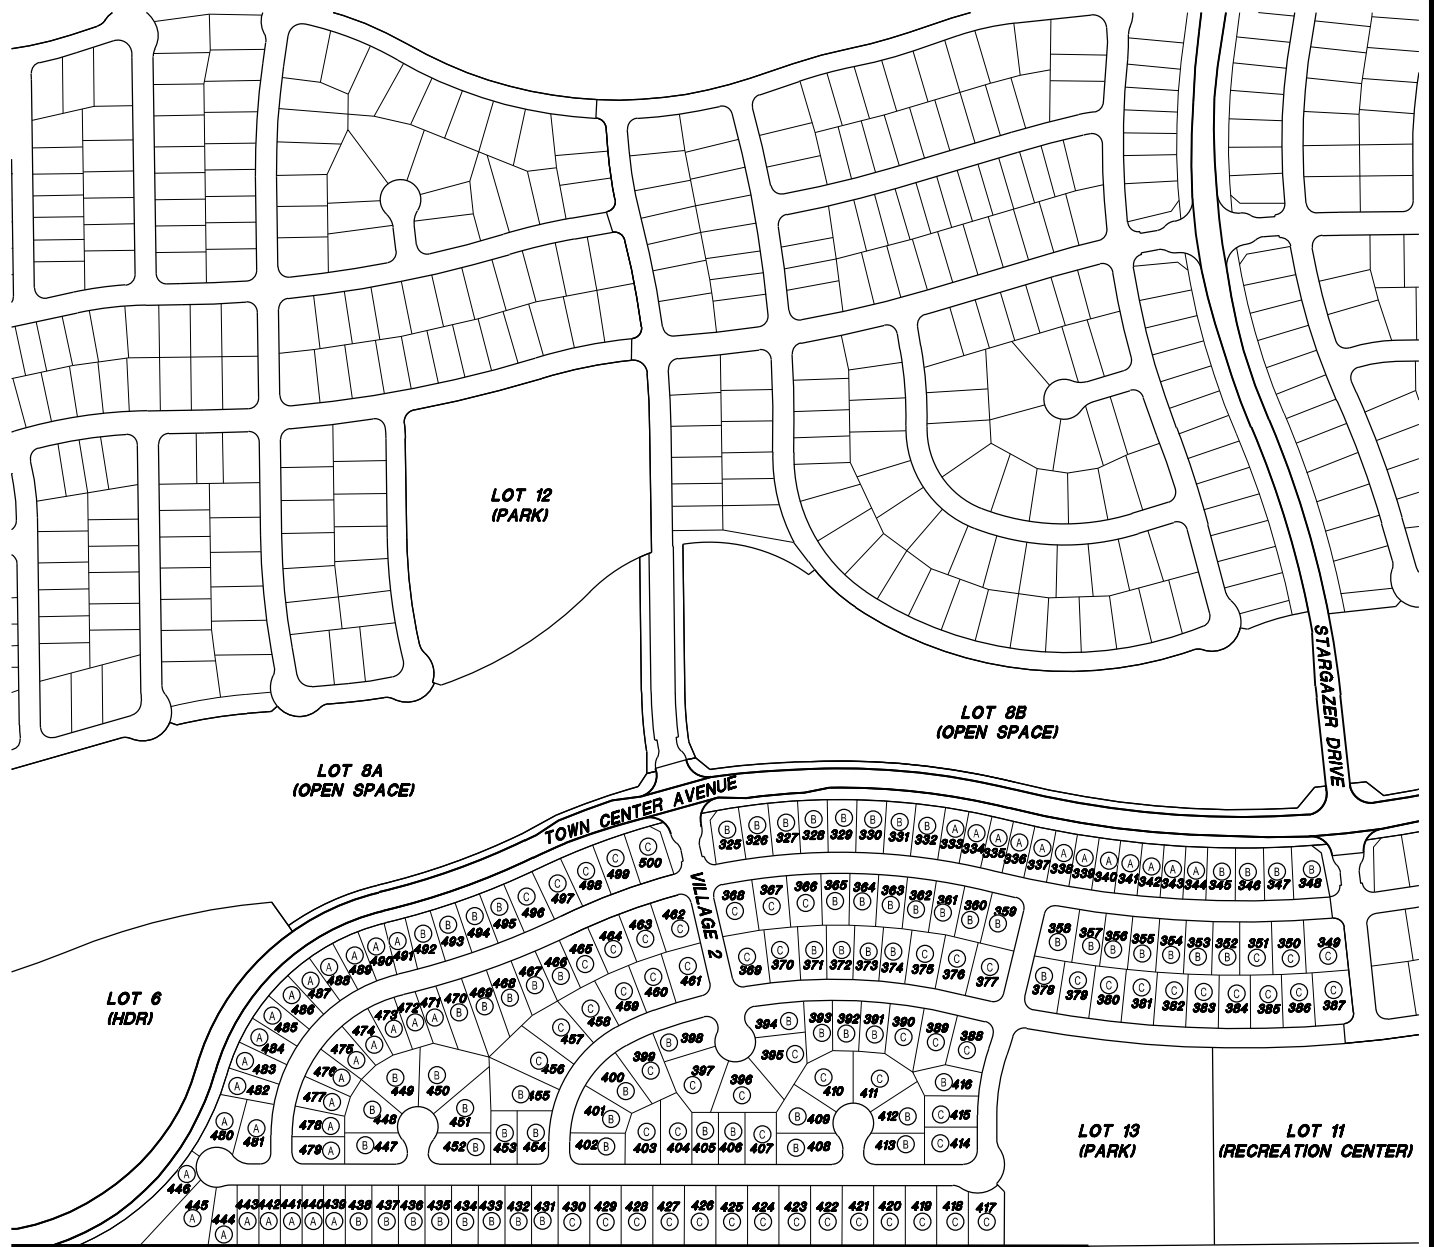 LOT 12
(PARK)
LOT 8B
(OPEN SPACE)
STARGAZER DRIVE
LOT 8A
(OPEN SPACE)
TOWN CENTER AVENUE
VILLAGE 2
LOT 6
(HDR)
LOT 13
(PARK)
LOT 11
(RECREATION CENTER)
B B B B B B B B A A A A A A A A A A A B B B B
325 326 327 328 329 330 331 332 333 334 335 336 337 338 339 340 341 342 343 344 345 346 347 348
C C C C C A B B B A A A A A
500 499 498 497 496 495 494 493 492 491 490 489 488 487 486 485 484 483 482 481 480
368 367 366 365 364 363 362 361 360 359
C C C B B B B B B B
358 357 356 355 354 353 352 351 350 349
B B B B B B B C C C
C C B B B B C C C
369 370 371 372 373 374 375 376 377
B C C C C C C C C C
378 379 380 381 382 383 384 385 386 387
462 463 464 465 466 467 468 469 470 471 472 473 474 475 476 477 478 479
461 460 459 458 457 456 455 454 453 452 451 450 449 448 447
394 393 392 391 390 389 388
395 396 397 398 399 400 401 402
403 404 405 406 407 408 409 410 411 412 413 414 415 416
446 445 444 443 442 441 440 439 438 437 436 435 434 433 432 431 430 429 428 427 426 425 424 423 422 421 420 419 418 417
A A A A A A A A B B B B B B B B C C C C C C C C C C C C C C